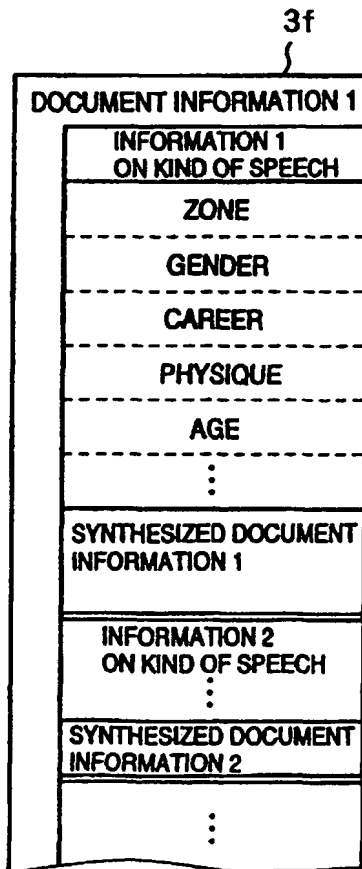 3f
DOCUMENT INFORMATION 1
INFORMATION 1
ON KIND OF SPEECH
ZONE
GENDER
CAREER
PHYSIQUE
AGE
⋮
SYNTHESIZED DOCUMENT
INFORMATION 1
INFORMATION 2
ON KIND OF SPEECH
⋮
SYNTHESIZED DOCUMENT
INFORMATION 2
⋮